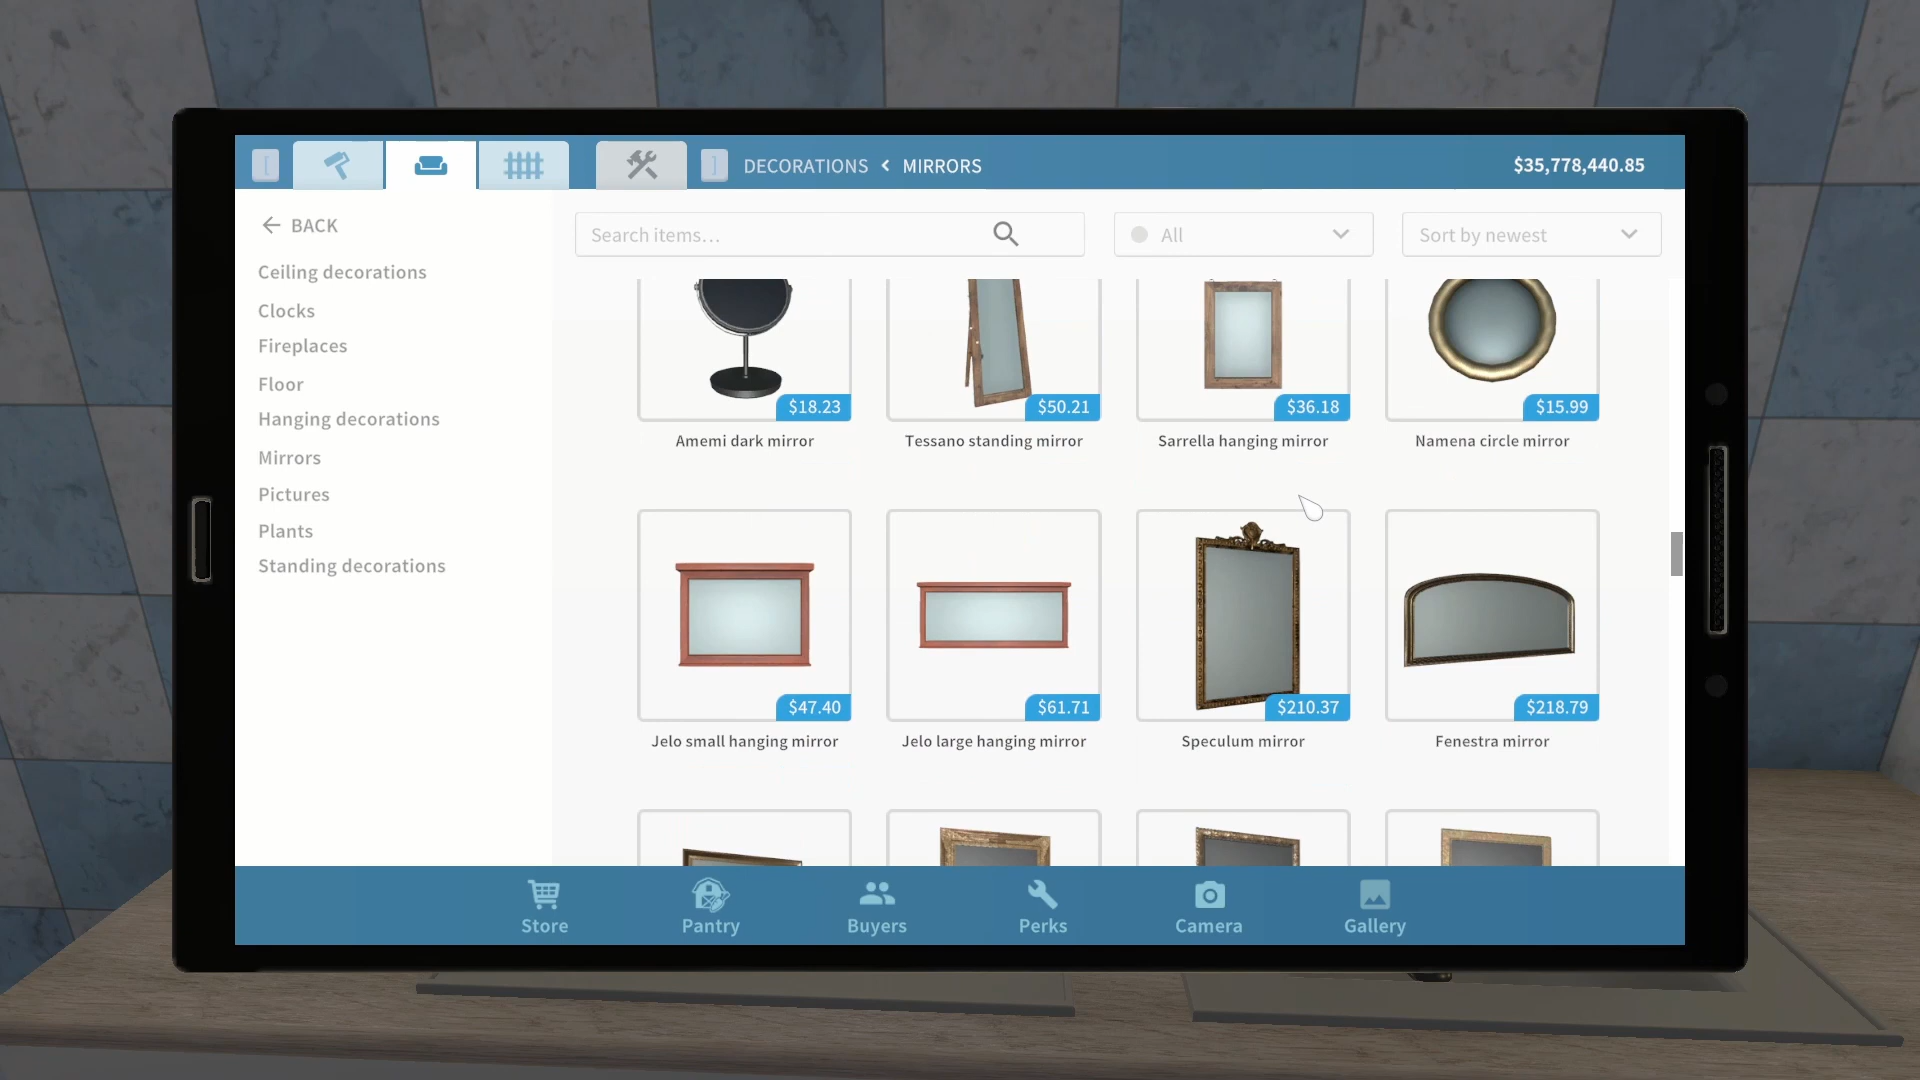 [
]
DECORATIONS < MIRRORS
$35,778,440.85
BACK
Ceiling decorations
Clocks
Fireplaces
Floor
Hanging decorations
Mirrors
Pictures
Plants
Standing decorations
Search items...
All
Sort by newest
$18.23
$50.21
$36.18
$15.99
Amemi dark mirror
Tessano standing mirror
Sarrella hanging mirror
Namena circle mirror
$47.40
$61.71
$210.37
$218.79
Jelo small hanging mirror
Jelo large hanging mirror
Speculum mirror
Fenestra mirror
Store
Pantry
Buyers
Perks
Camera
Gallery